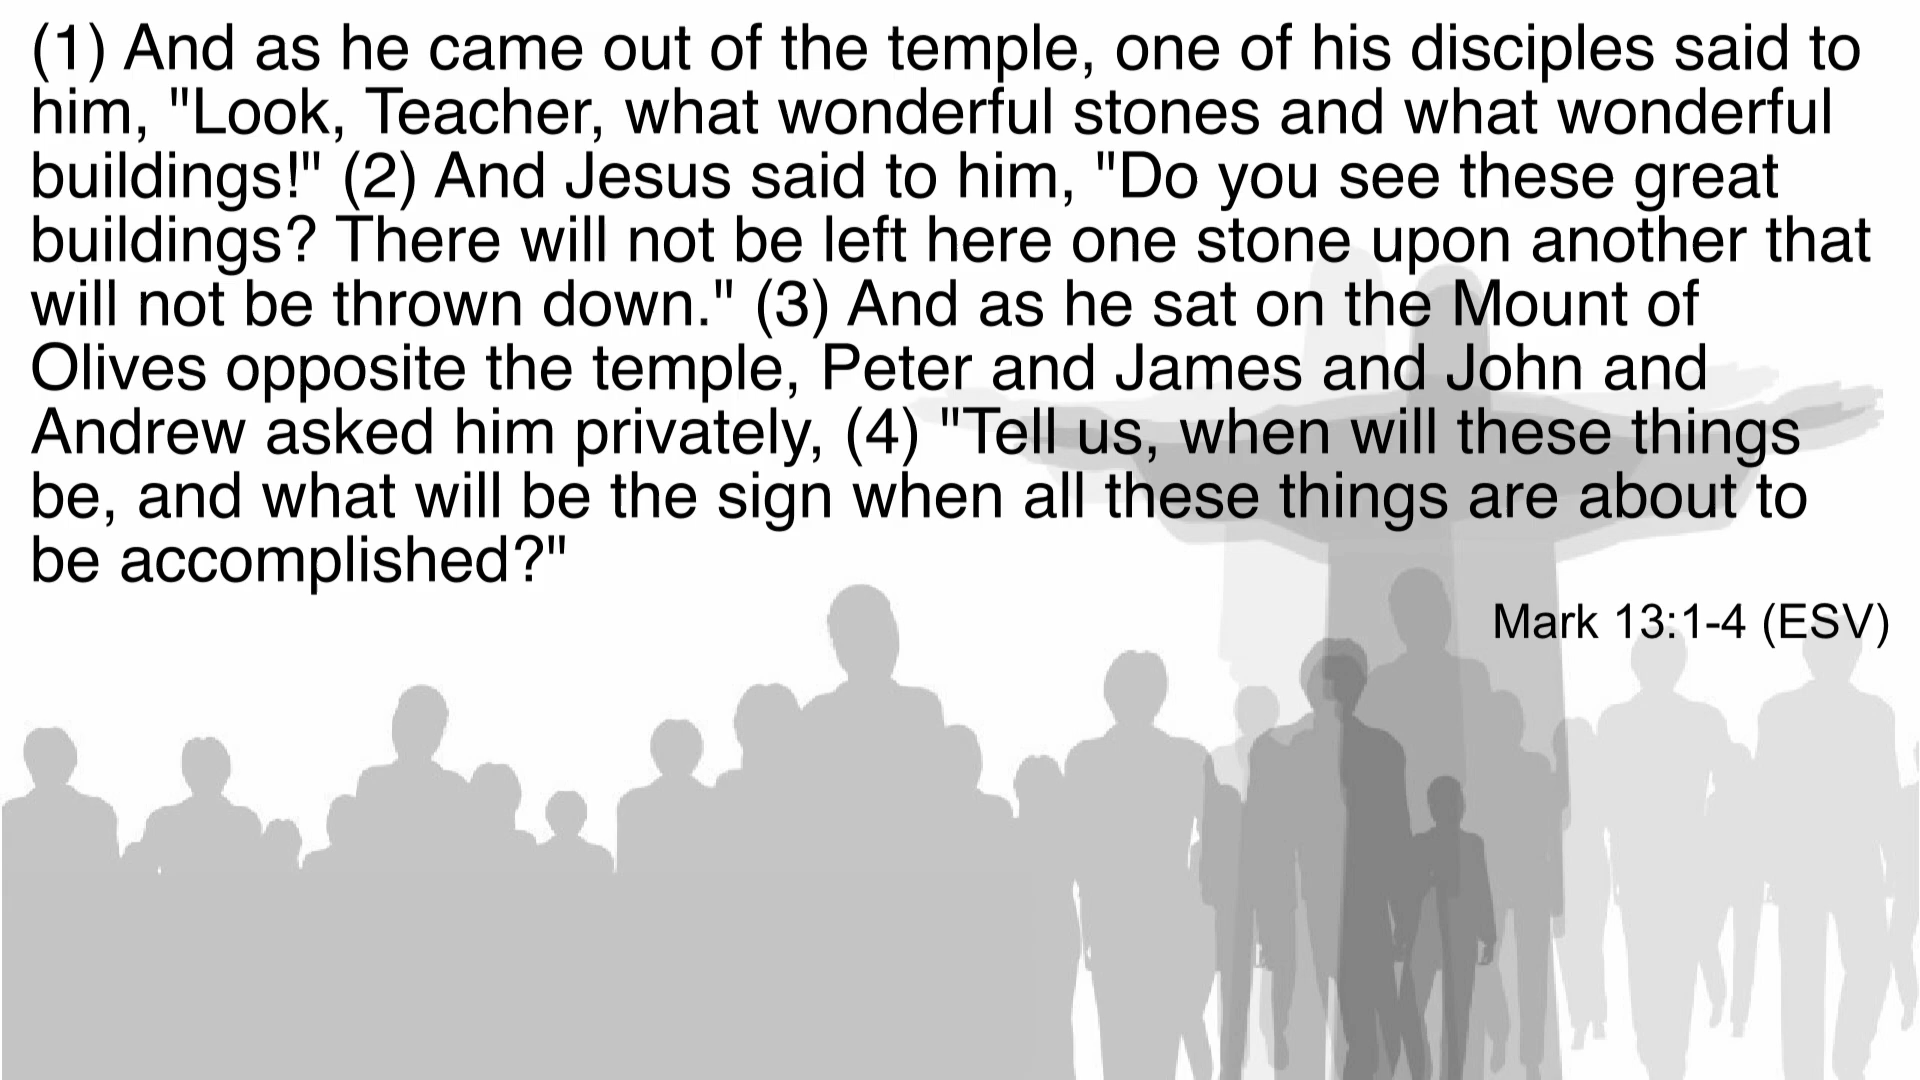 (1) And as he came out of the temple, one of his disciples said to
him, "Look, Teacher, what wonderful stones and what wonderful
buildings!" (2) And Jesus said to him, "Do you see these great
buildings? There will not be left here one stone upon another that
will not be thrown down." (3) And as he sat on the Mount of
Olives opposite the temple, Peter and James and John and
Andrew asked him privately, (4) "Tell us, when will these things
be, and what will be the sign when all these things are about to
be accomplished?"
Mark 13:1-4 (ESV)